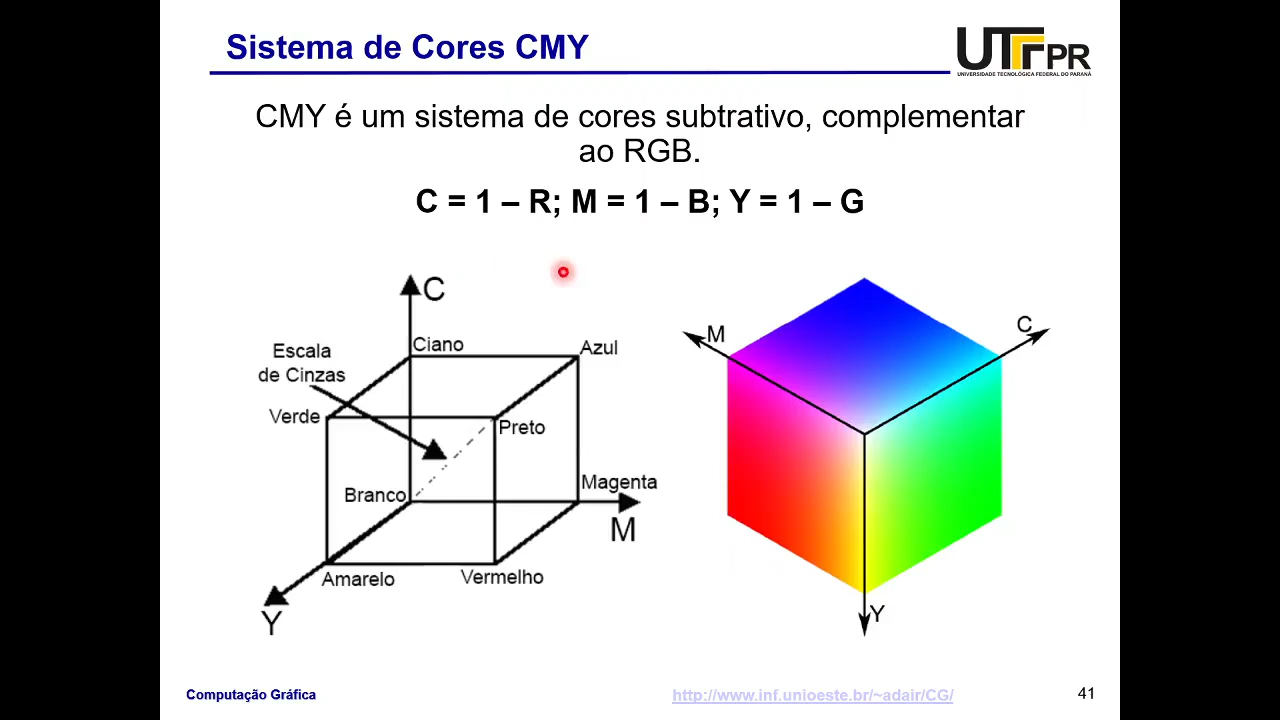 Sistema de Cores CMY
UTFPR
UNIVERSIDADE TECNOLÓGICA FEDERAL DO PARANÁ
CMY é um sistema de cores subtrativo, complementar
ao RGB.
C = 1 – R; M = 1 – B; Y = 1 – G
C
Ciano
Azul
Escala
de Cinzas
Verde
Preto
Branco
Magenta
M
Amarelo
Vermelho
Y
M
C
Y
Computação Gráfica
http://www.inf.unioeste.br/~adair/CG/
41